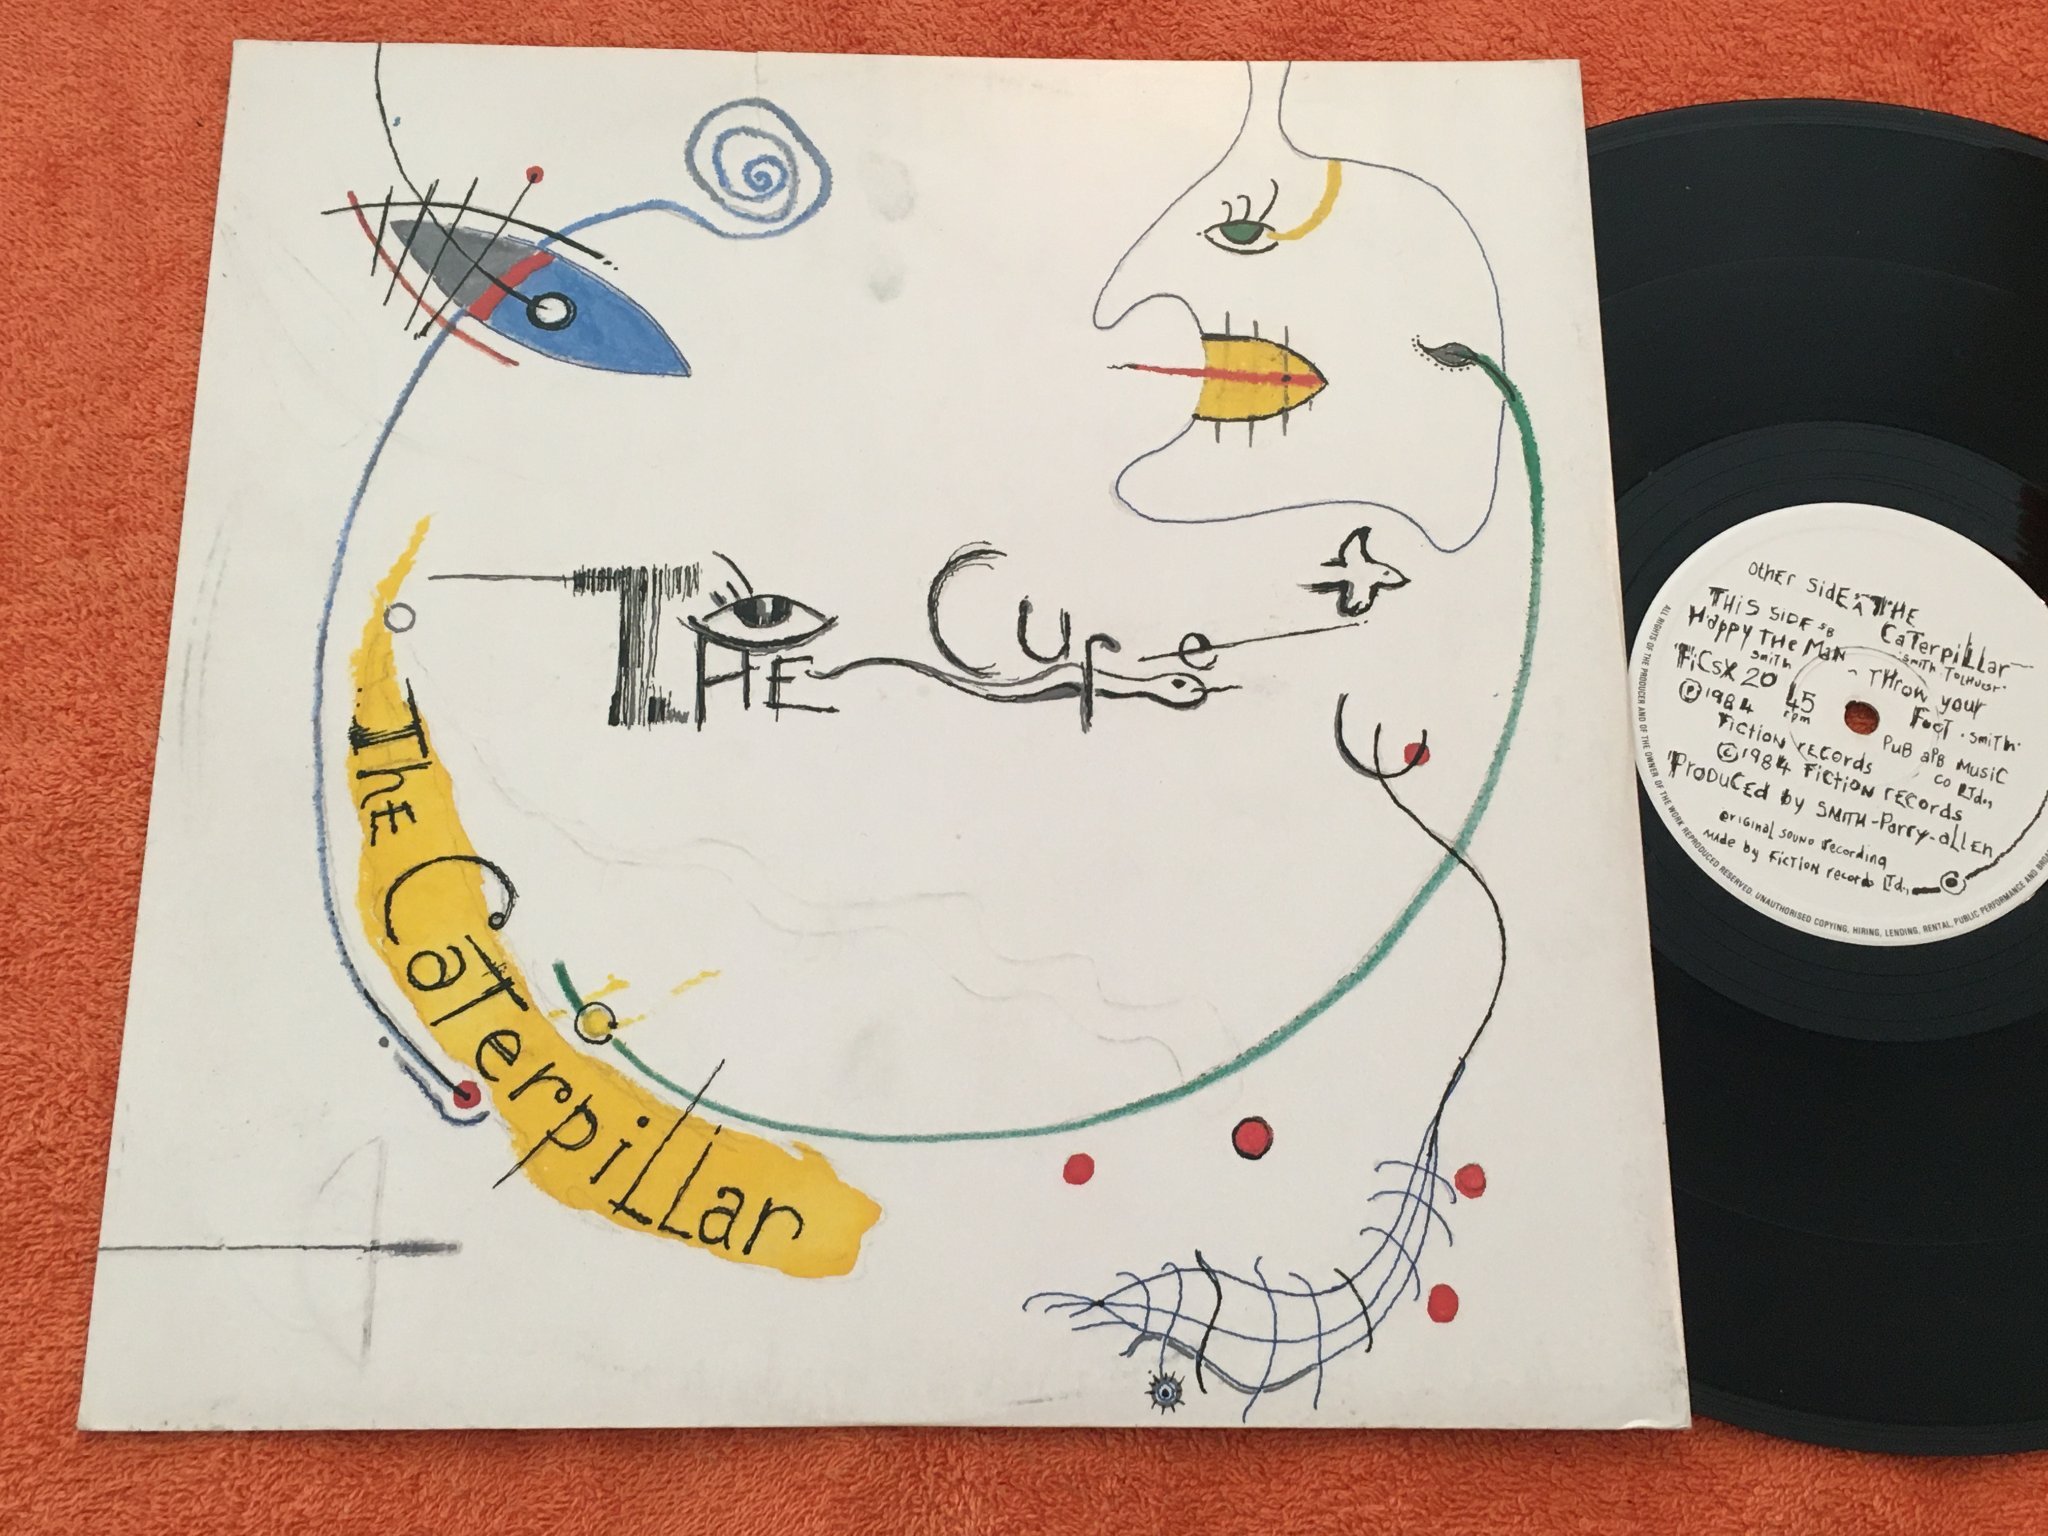 THE CurE
The CaTerpillar
OtHEr SidE 'A' THE
CaTerpillar
THiS SIDE 'B'
Smith · TOLHURST
HAppy THE MAN
Smith
~ THrow your
FooT · smiTh ·
FiCSX 20
45
rpm
PUB APB MUSiC
CO LTd.,
Ⓟ 1984
Fiction rEcords
© 1984 Fiction rEcords
ProDuCEd by SMiTH-Parry-aLLEn
OriGinal sound recording
made by Fiction records LTd.,
ALL RIGHTS OF THE PRODUCER AND OF THE OWNER OF THE WORK REPRODUCED RESERVED. UNAUTHORISED COPYING, HIRING, LENDING, RENTAL, PUBLIC PERFORMANCE AND